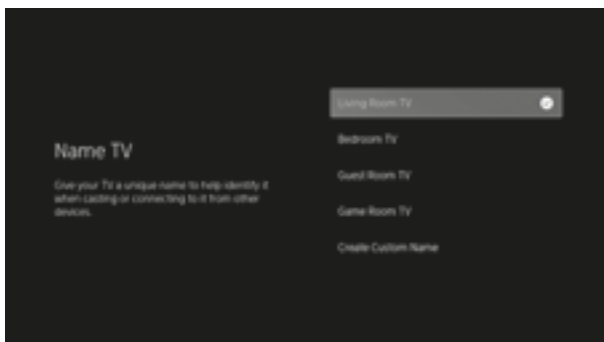 Living Room TV
Bedroom TV
Name TV
Guest Room TV
Give your TV a unique name to help identify it
when casting or connecting to it from other
devices.
Game Room TV
Create Custom Name